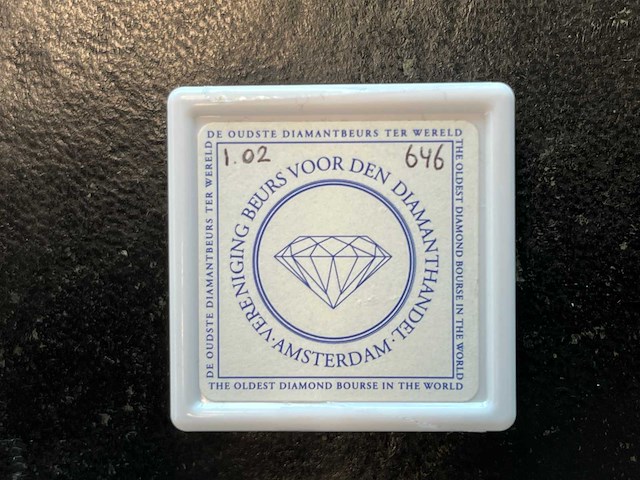 DE OUDSTE DIAMANTBEURS TER WERELD
1.02
646
VERENIGING BEURS VOOR DEN DIAMANTHANDEL
·AMSTERDAM·
DE OUDSTE DIAMANTBEURS TER WERELD
THE OLDEST DIAMOND BOURSE IN THE WORLD
THE OLDEST DIAMOND BOURSE IN THE WORLD